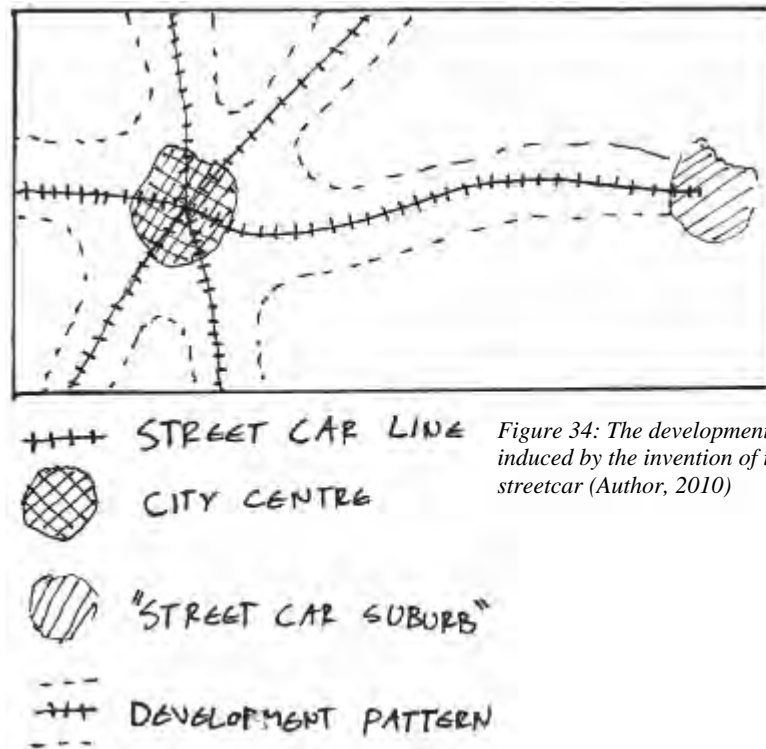 STREET CAR LINE
Figure 34: The development
induced by the invention of
streetcar (Author, 2010)
CITY CENTRE
"STREET CAR SUBURB"
DEVELOPMENT PATTERN